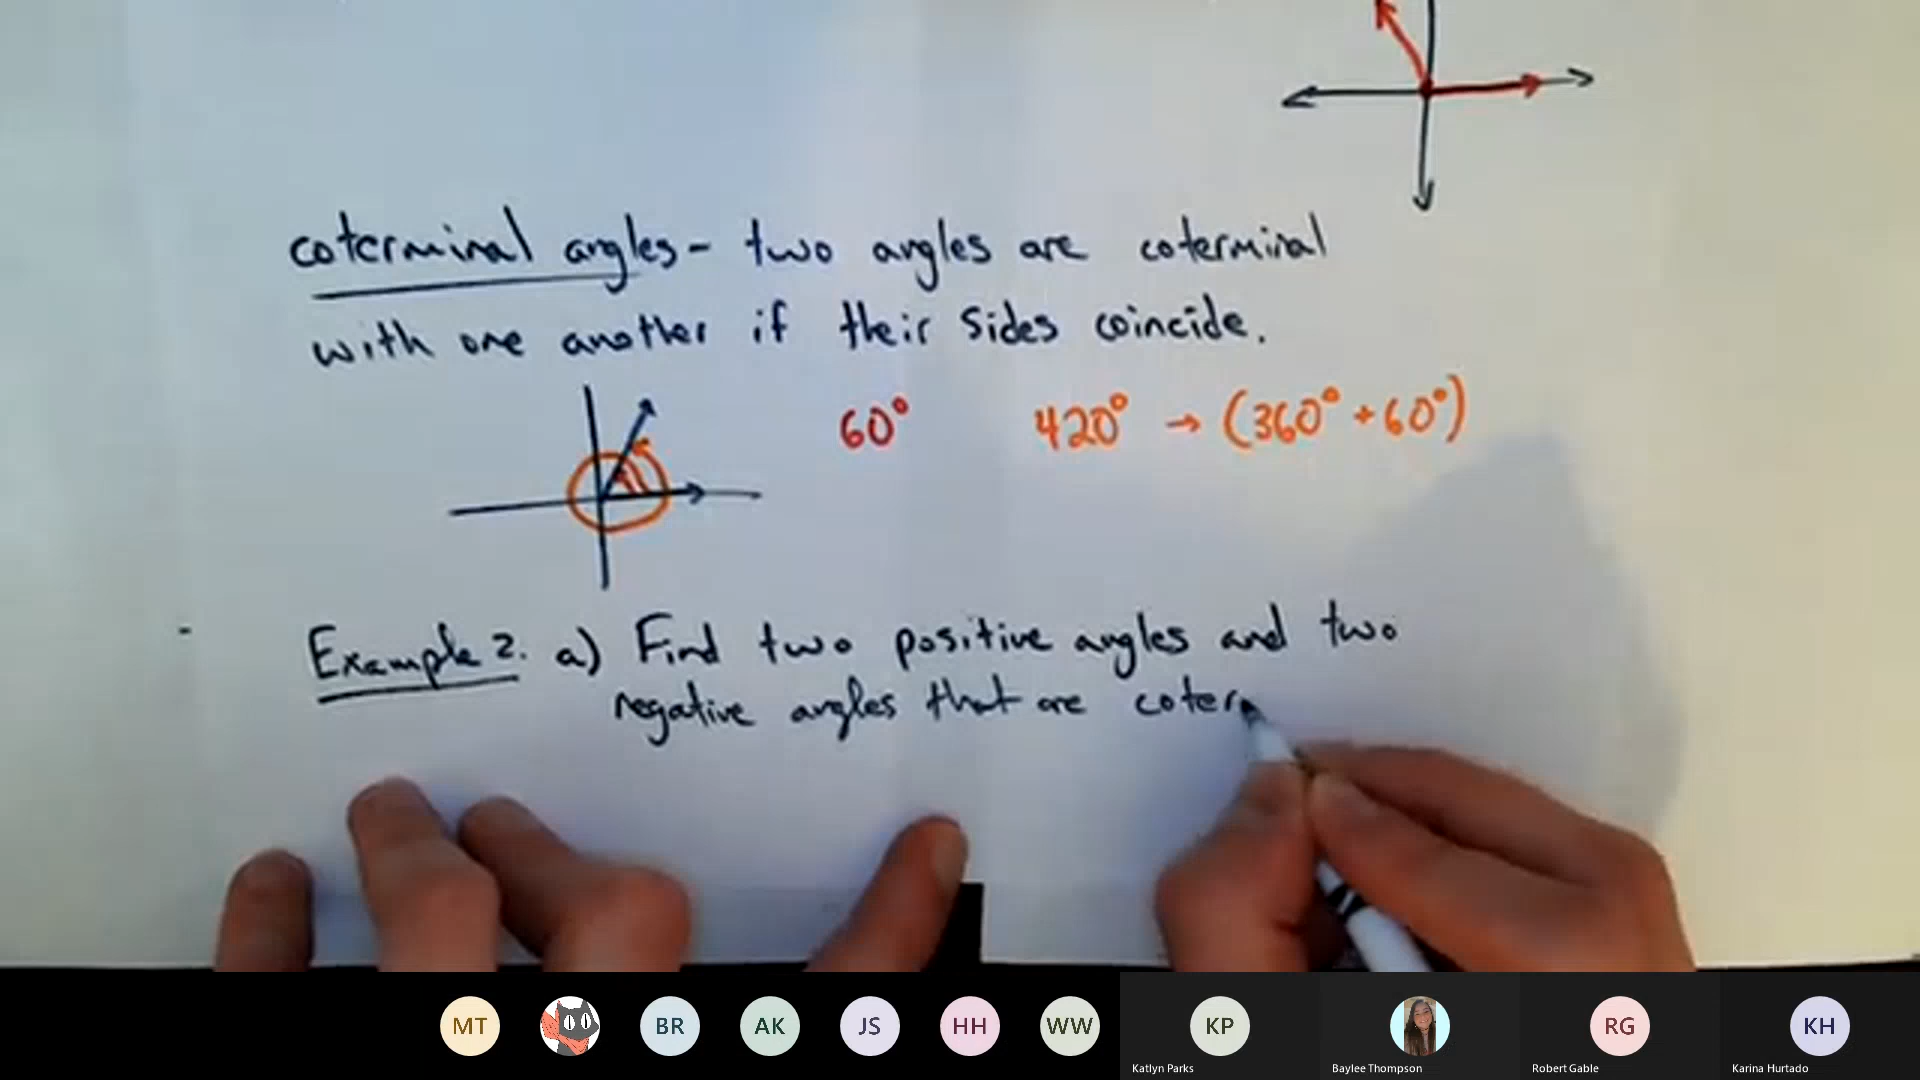 coterminal angles- two angles are coterminal
with one another if their sides coincide.
60° 420° → (360° + 60°)
Example 2. a) Find two positive angles and two
negative angles that are coter
MT BR AK JS HH WW KP RG KH
Katlyn Parks Baylee Thompson Robert Gable Karina Hurtado